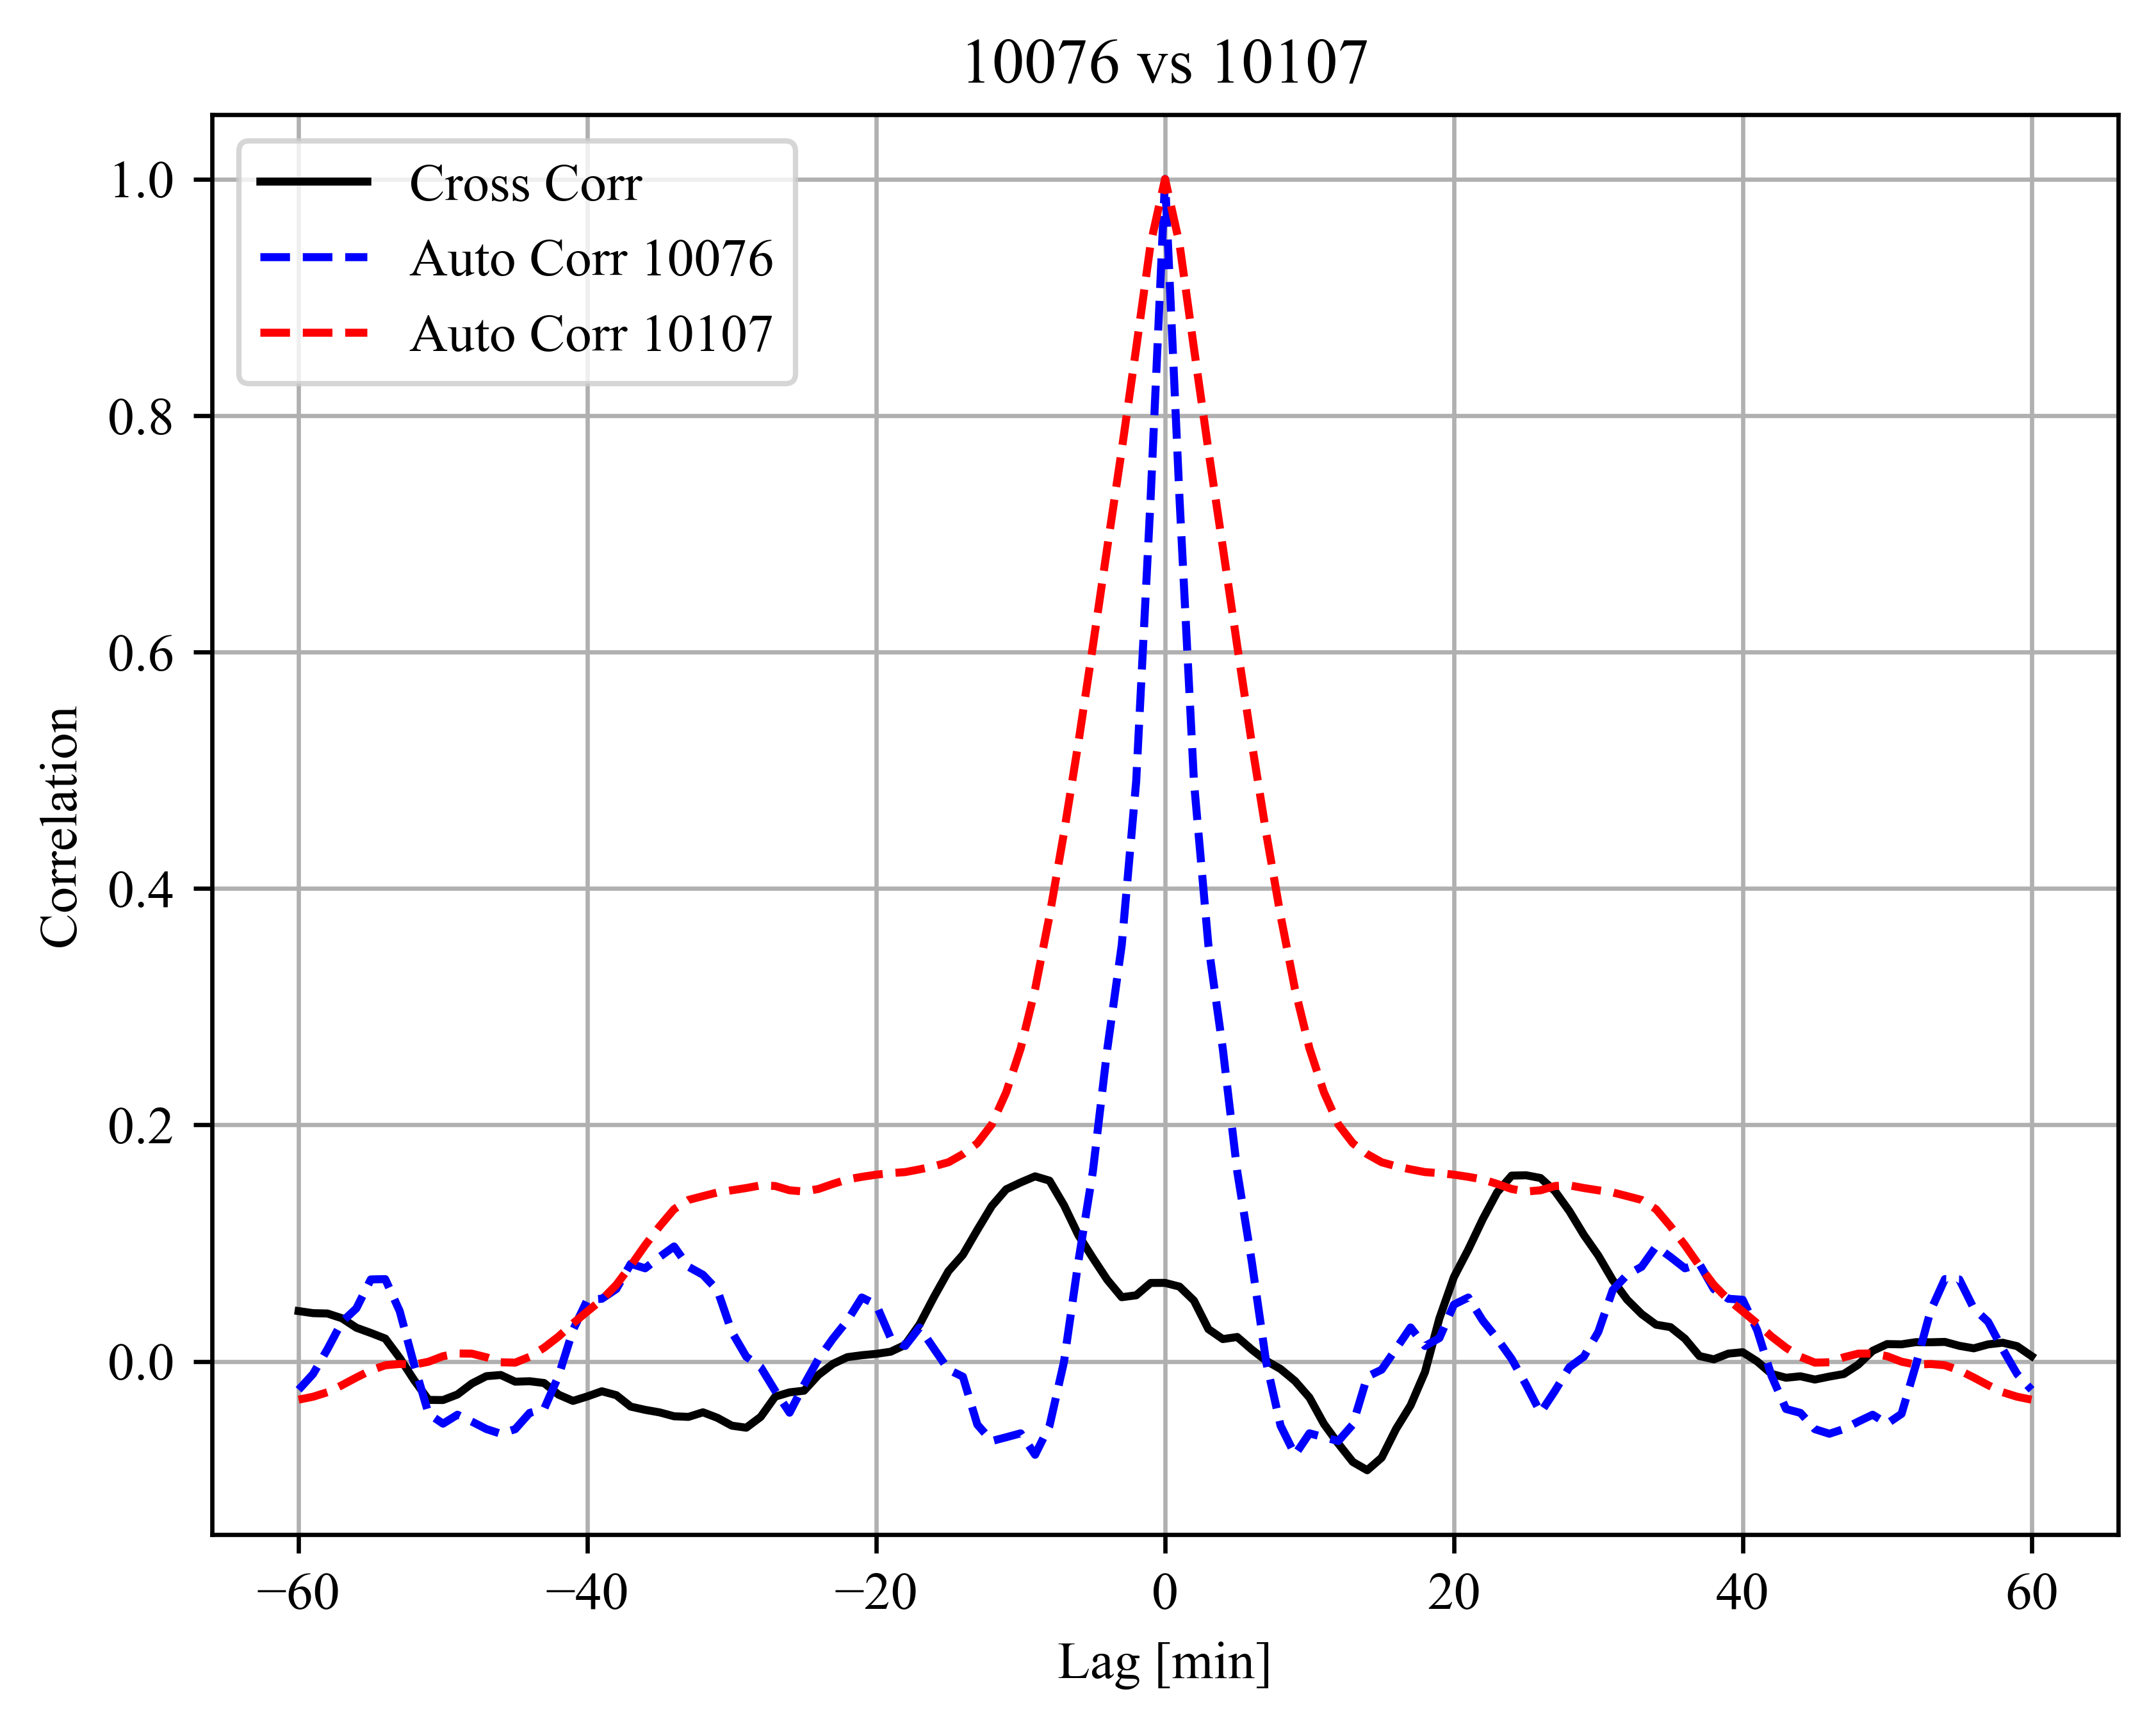 10076 vs 10107
Cross Corr
Auto Corr 10076
Auto Corr 10107
1.0
0.8
0.6
0.4
0.2
0.0
Correlation
−60 −40 −20 0 20 40 60
Lag [min]